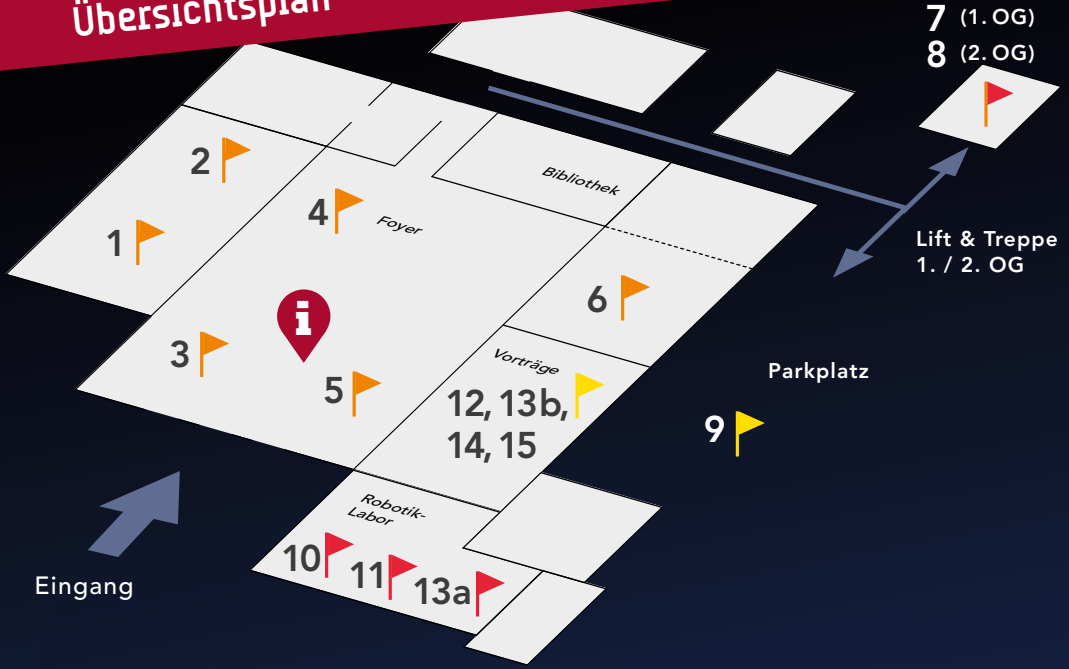 Übersichtsplan
7 (1. OG)
8 (2. OG)
2
Bibliothek
4
Foyer
1
Lift & Treppe
1. / 2. OG
6
i
3
Vorträge
5
12, 13b,
14, 15
Parkplatz
9
Robotik-
Labor
10
11
13a
Eingang